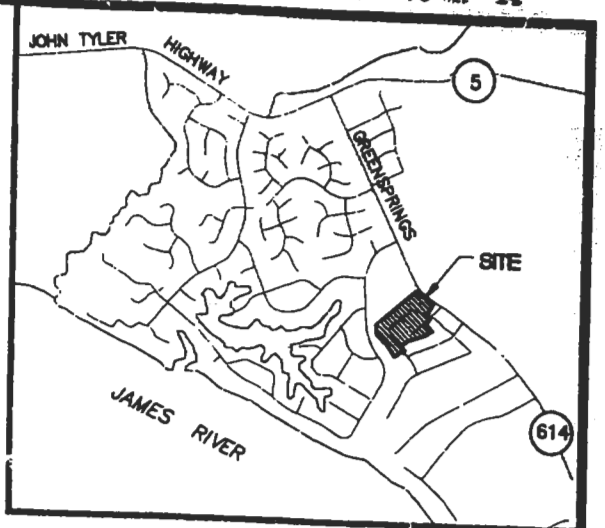 JOHN TYLER
HIGHWAY
5
GREENSPRINGS
SITE
JAMES RIVER
614